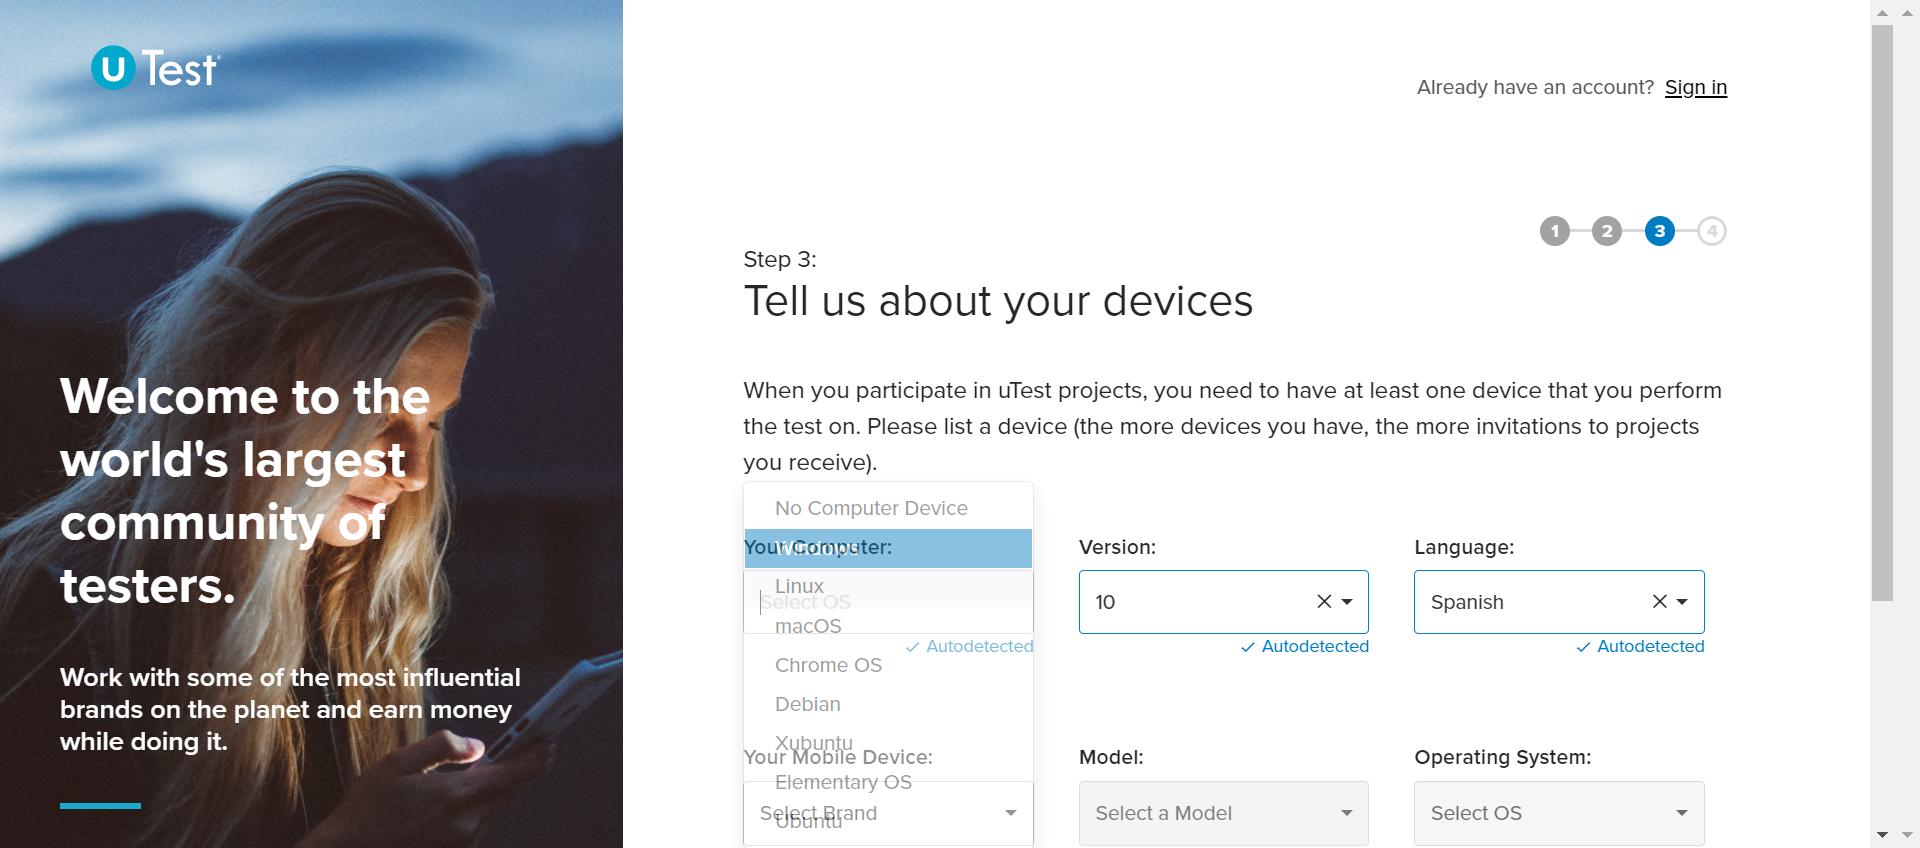 uTest
Already have an account? Sign in
1 2 3 4
Step 3:
Tell us about your devices
Welcome to the
world's largest
community of
testers.
Work with some of the most influential
brands on the planet and earn money
while doing it.
When you participate in uTest projects, you need to have at least one device that you perform
the test on. Please list a device (the more devices you have, the more invitations to projects
you receive).
No Computer Device
Windows
Linux
macOS
Chrome OS
Debian
Xubuntu
Elementary OS
Ubuntu
Your Computer:
Select OS
Autodetected
Version:
10
Autodetected
Language:
Spanish
Autodetected
Your Mobile Device:
Select Brand
Model:
Select a Model
Operating System:
Select OS